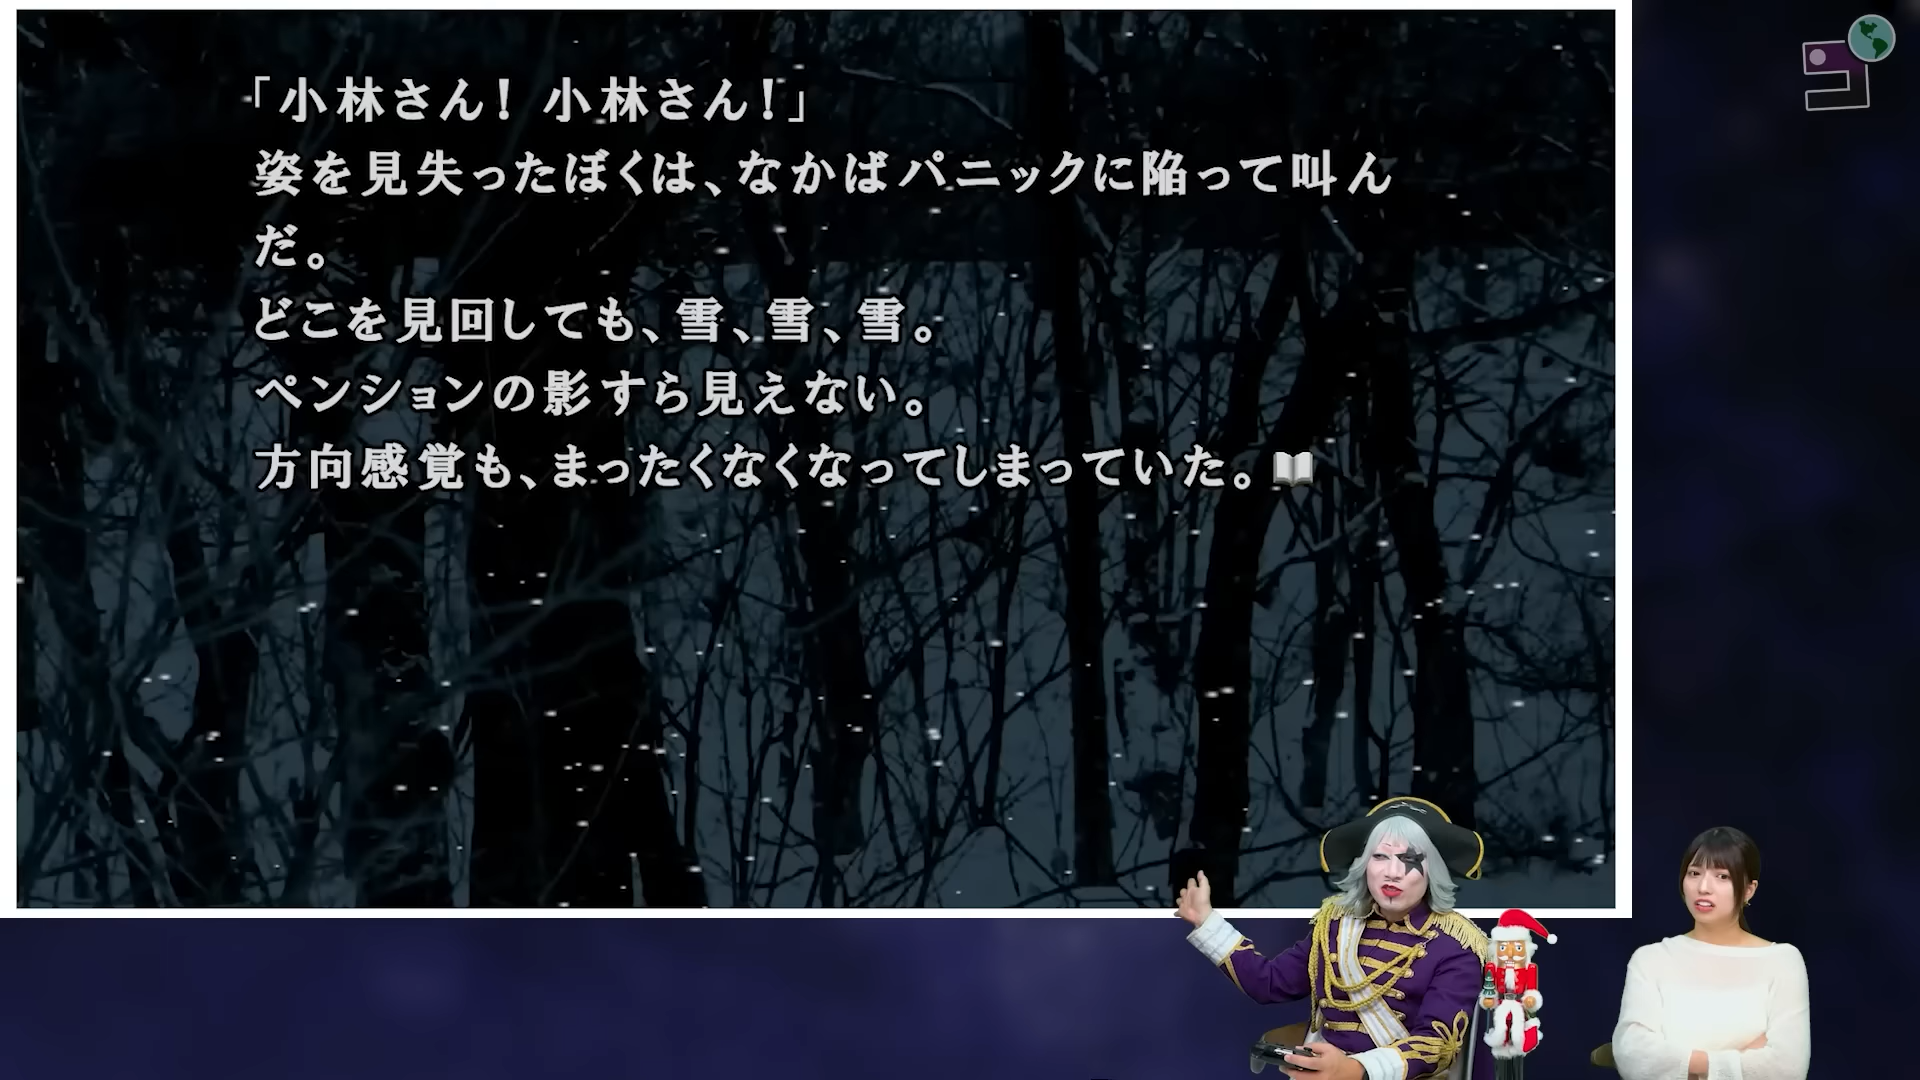 「小林さん！ 小林さん！」
姿を見失ったぼくは、なかばパニックに陥って叫ん
だ。
どこを見回しても、雪、雪、雪。
ペンションの影すら見えない。
方向感覚も、まったくなくなってしまっていた。